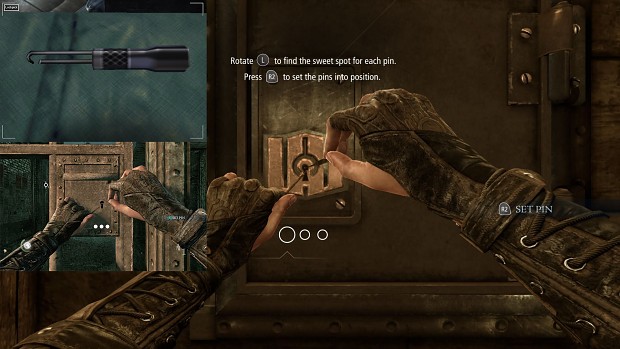 Rotate L to find the sweet spot for each pin.
Press R2 to set the pins into position.
R2 SET PIN